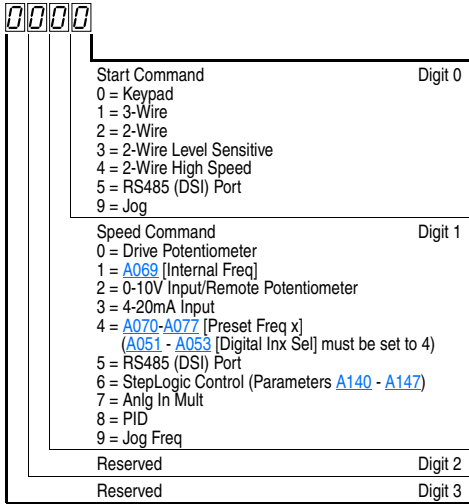 0000
Start Command Digit 0
0 = Keypad
1 = 3-Wire
2 = 2-Wire
3 = 2-Wire Level Sensitive
4 = 2-Wire High Speed
5 = RS485 (DSI) Port
9 = Jog
Speed Command Digit 1
0 = Drive Potentiometer
1 = A069 [Internal Freq]
2 = 0-10V Input/Remote Potentiometer
3 = 4-20mA Input
4 = A070-A077 [Preset Freq x]
(A051 - A053 [Digital Inx Sel] must be set to 4)
5 = RS485 (DSI) Port
6 = StepLogic Control (Parameters A140 - A147)
7 = Anlg In Mult
8 = PID
9 = Jog Freq
Reserved Digit 2
Reserved Digit 3